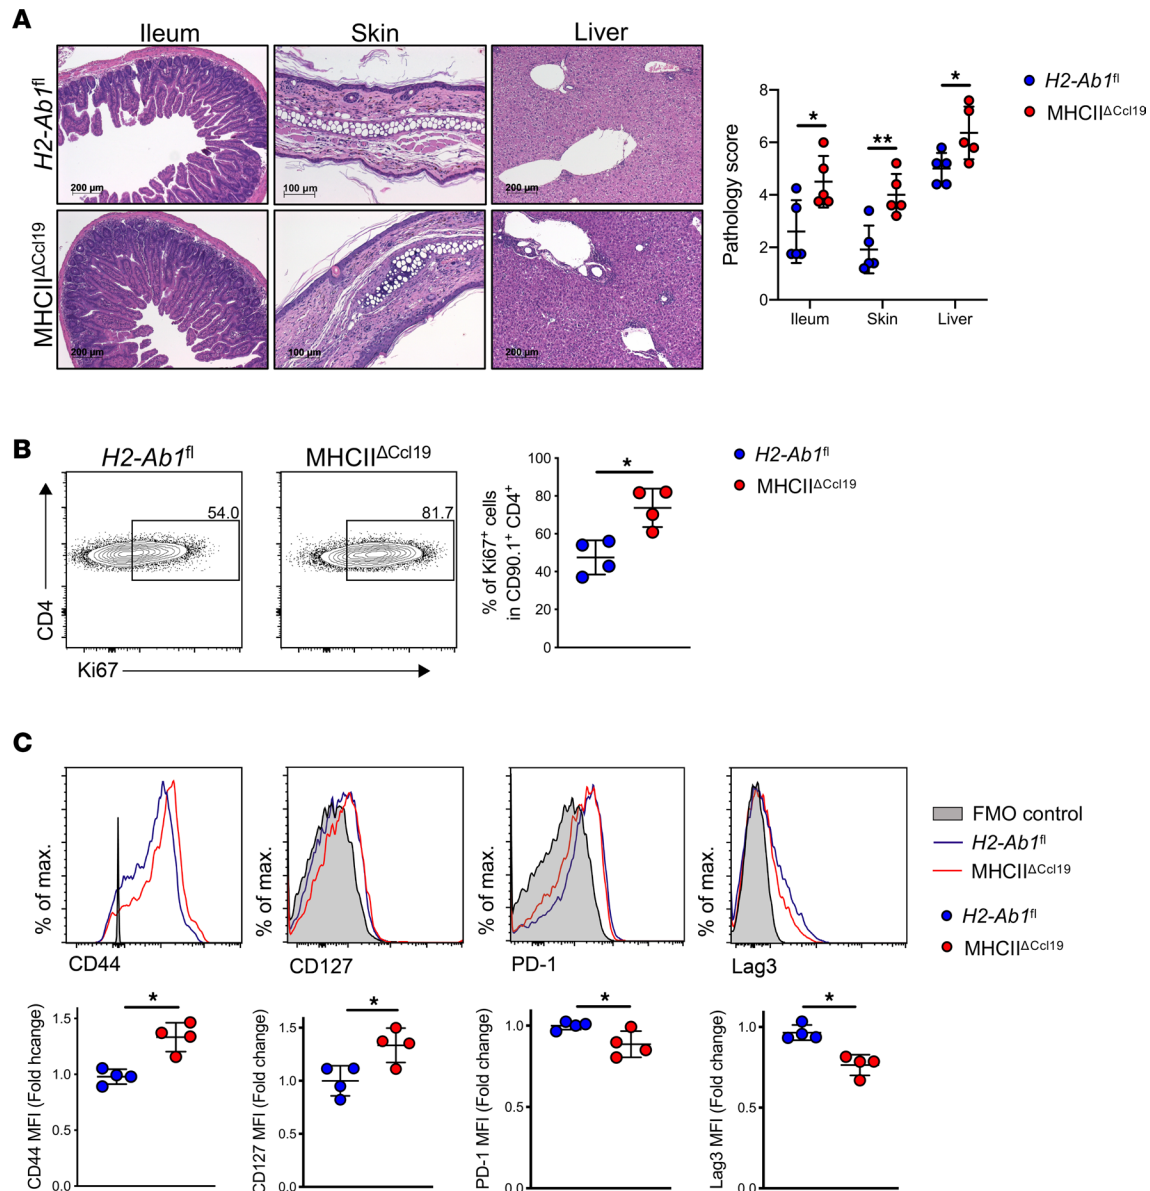 A
Ileum
Skin
Liver
H2-Ab1fl
MHCIIΔCcl19
200 µm
100 µm
200 µm
200 µm
100 µm
200 µm
Pathology score
8
6
4
2
0
*
**
*
Ileum
Skin
Liver
H2-Ab1fl
MHCIIΔCcl19
B
H2-Ab1fl
MHCIIΔCcl19
54.0
81.7
CD4
Ki67
% of Ki67+ cells
in CD90.1+ CD4+
100
80
60
40
20
0
*
H2-Ab1fl
MHCIIΔCcl19
C
% of max.
CD44
% of max.
CD127
% of max.
PD-1
% of max.
Lag3
FMO control
H2-Ab1fl
MHCIIΔCcl19
H2-Ab1fl
MHCIIΔCcl19
CD44 MFI (Fold hcange)
1.5
1.0
0.5
0.0
*
CD127 MFI (Fold change)
1.5
1.0
0.5
0.0
*
PD-1 MFI (Fold change)
1.0
0.5
0.0
*
Lag3 MFI (Fold change)
1.0
0.5
0.0
*